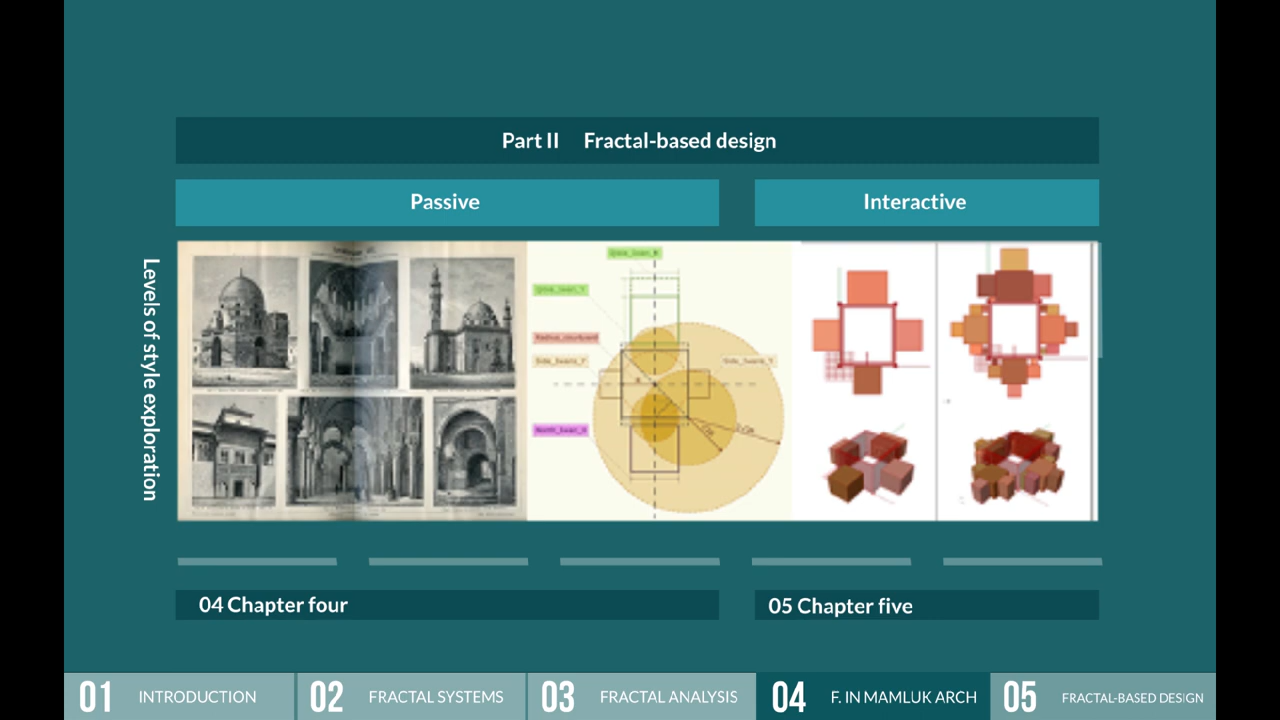 Part II Fractal-based design
Passive
Interactive
Levels of style exploration
04 Chapter four
05 Chapter five
01 INTRODUCTION
02 FRACTAL SYSTEMS
03 FRACTAL ANALYSIS
04 F. IN MAMLUK ARCH
05 FRACTAL-BASED DESIGN